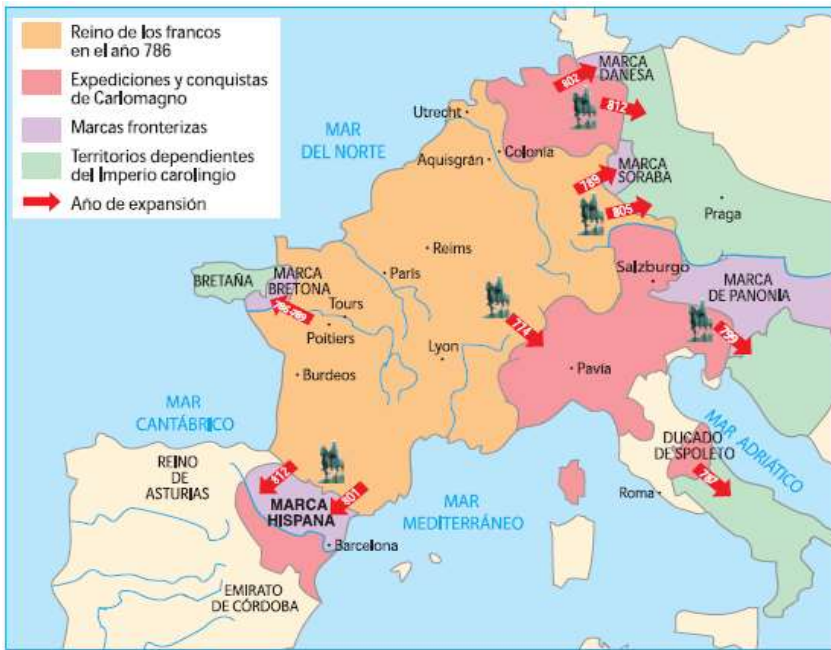 Reino de los francos
en el año 786
Expediciones y conquistas
de Carlomagno
Marcas fronterizas
Territorios dependientes
del Imperio carolingio
Año de expansión
MAR
DEL NORTE
MARCA
DANESA
802
812
Utrecht
Colonia
Aquisgrán
MARCA
SORABA
789
805
Praga
Reims
BRETAÑA
MARCA
BRETONA
París
Salzburgo
MARCA
DE PANONIA
786-789
Tours
Poitiers
774
799
Lyon
Pavía
Burdeos
MAR
CANTÁBRICO
MAR ADRIÁTICO
DUCADO
DE SPOLETO
787
REINO
DE
ASTURIAS
812
801
MARCA
HISPANA
MAR
MEDITERRÁNEO
Roma
Barcelona
EMIRATO
DE CÓRDOBA